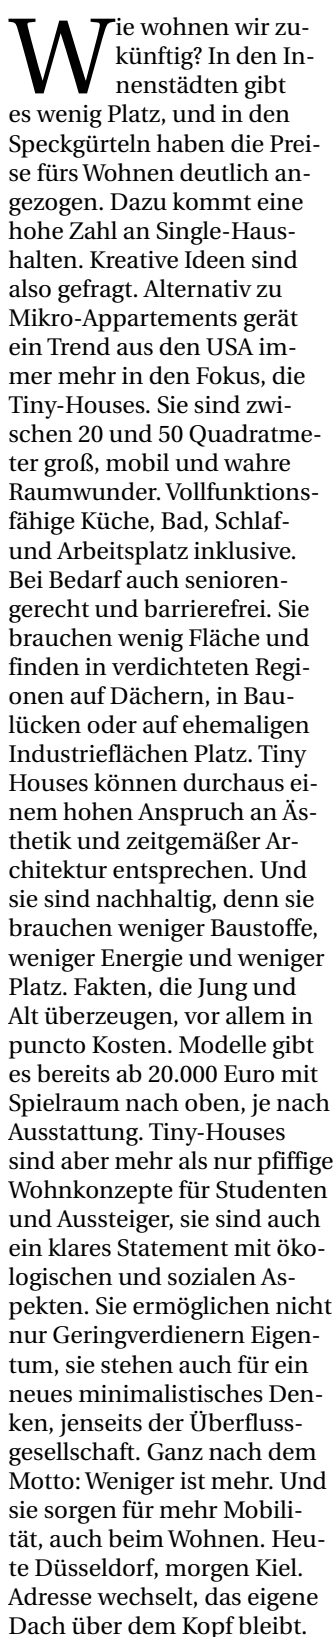 Wie wohnen wir zu-
künftig? In den In-
nenstädten gibt
es wenig Platz, und in den
Speckgürteln haben die Prei-
se fürs Wohnen deutlich an-
gezogen. Dazu kommt eine
hohe Zahl an Single-Haus-
halten. Kreative Ideen sind
also gefragt. Alternativ zu
Mikro-Appartements gerät
ein Trend aus den USA im-
mer mehr in den Fokus, die
Tiny-Houses. Sie sind zwi-
schen 20 und 50 Quadratme-
ter groß, mobil und wahre
Raumwunder. Vollfunktions-
fähige Küche, Bad, Schlaf-
und Arbeitsplatz inklusive.
Bei Bedarf auch senioren-
gerecht und barrierefrei. Sie
brauchen wenig Fläche und
finden in verdichteten Regi-
onen auf Dächern, in Bau-
lücken oder auf ehemaligen
Industrieflächen Platz. Tiny
Houses können durchaus ei-
nem hohen Anspruch an Äs-
thetik und zeitgemäßer Ar-
chitektur entsprechen. Und
sie sind nachhaltig, denn sie
brauchen weniger Baustoffe,
weniger Energie und weniger
Platz. Fakten, die Jung und
Alt überzeugen, vor allem in
puncto Kosten. Modelle gibt
es bereits ab 20.000 Euro mit
Spielraum nach oben, je nach
Ausstattung. Tiny-Houses
sind aber mehr als nur pfiffige
Wohnkonzepte für Studenten
und Aussteiger, sie sind auch
ein klares Statement mit öko-
logischen und sozialen As-
pekten. Sie ermöglichen nicht
nur Geringverdienern Eigen-
tum, sie stehen auch für ein
neues minimalistisches Den-
ken, jenseits der Überfluss-
gesellschaft. Ganz nach dem
Motto: Weniger ist mehr. Und
sie sorgen für mehr Mobili-
tät, auch beim Wohnen. Heu-
te Düsseldorf, morgen Kiel.
Adresse wechselt, das eigene
Dach über dem Kopf bleibt.